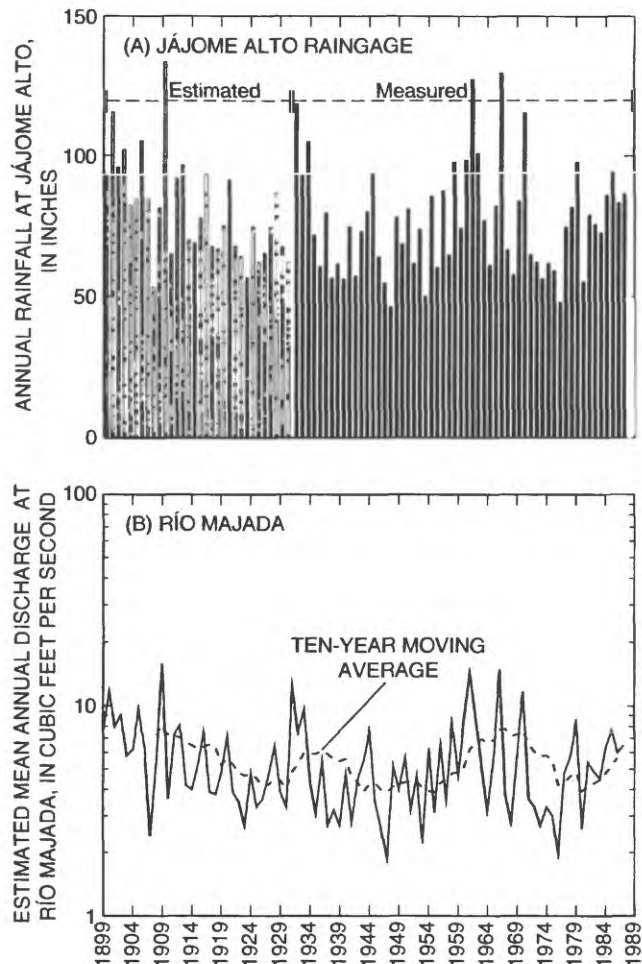 ANNUAL RAINFALL AT JÁJOME ALTO,
IN INCHES
150
100
50
0
(A) JÁJOME ALTO RAINGAGE
Estimated
Measured
ESTIMATED MEAN ANNUAL DISCHARGE AT
RÍO MAJADA, IN CUBIC FEET PER SECOND
100
10
1
(B) RÍO MAJADA
TEN-YEAR MOVING
AVERAGE
1899
1904
1909
1914
1919
1924
1929
1934
1939
1944
1949
1954
1959
1964
1969
1974
1979
1984
1989